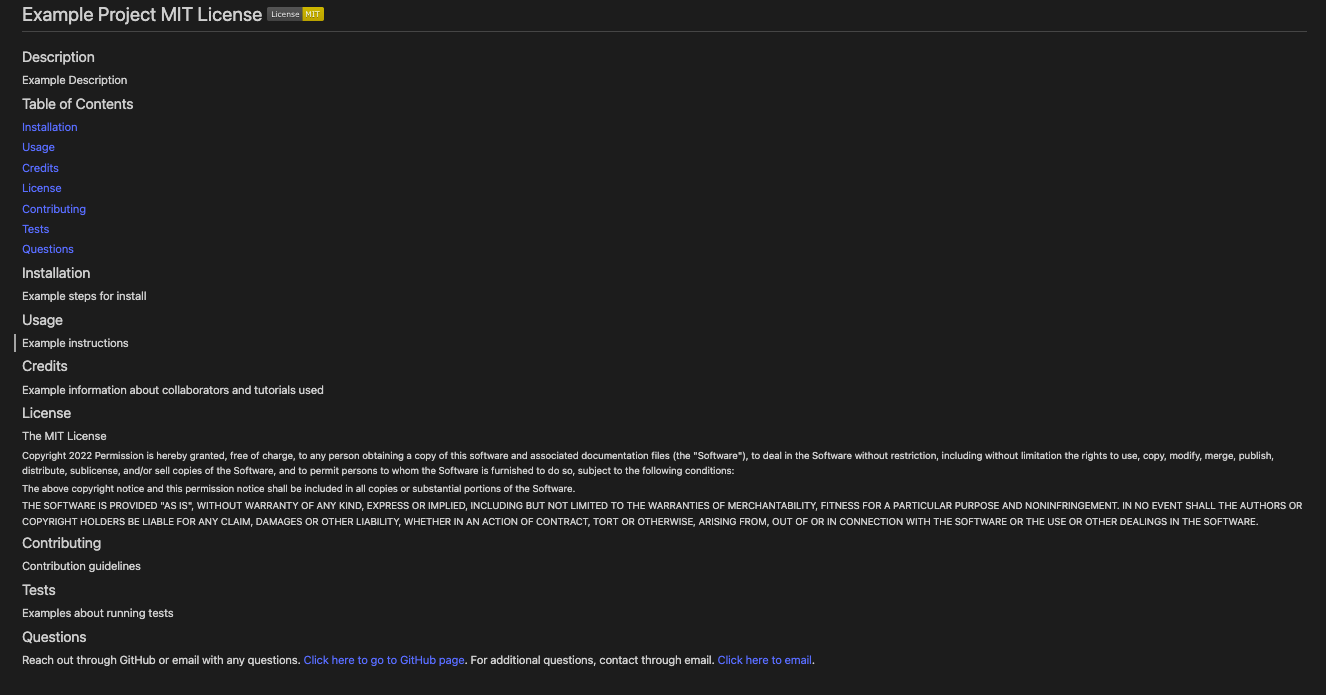 Example Project MIT License License MIT
Description
Example Description
Table of Contents
Installation
Usage
Credits
License
Contributing
Tests
Questions
Installation
Example steps for install
Usage
Example instructions
Credits
Example information about collaborators and tutorials used
License
The MIT License
Copyright 2022 Permission is hereby granted, free of charge, to any person obtaining a copy of this software and associated documentation files (the "Software"), to deal in the Software without restriction, including without limitation the rights to use, copy, modify, merge, publish,
distribute, sublicense, and/or sell copies of the Software, and to permit persons to whom the Software is furnished to do so, subject to the following conditions:
The above copyright notice and this permission notice shall be included in all copies or substantial portions of the Software.
THE SOFTWARE IS PROVIDED "AS IS", WITHOUT WARRANTY OF ANY KIND, EXPRESS OR IMPLIED, INCLUDING BUT NOT LIMITED TO THE WARRANTIES OF MERCHANTABILITY, FITNESS FOR A PARTICULAR PURPOSE AND NONINFRINGEMENT. IN NO EVENT SHALL THE AUTHORS OR
COPYRIGHT HOLDERS BE LIABLE FOR ANY CLAIM, DAMAGES OR OTHER LIABILITY, WHETHER IN AN ACTION OF CONTRACT, TORT OR OTHERWISE, ARISING FROM, OUT OF OR IN CONNECTION WITH THE SOFTWARE OR THE USE OR OTHER DEALINGS IN THE SOFTWARE.
Contributing
Contribution guidelines
Tests
Examples about running tests
Questions
Reach out through GitHub or email with any questions. Click here to go to GitHub page. For additional questions, contact through email. Click here to email.